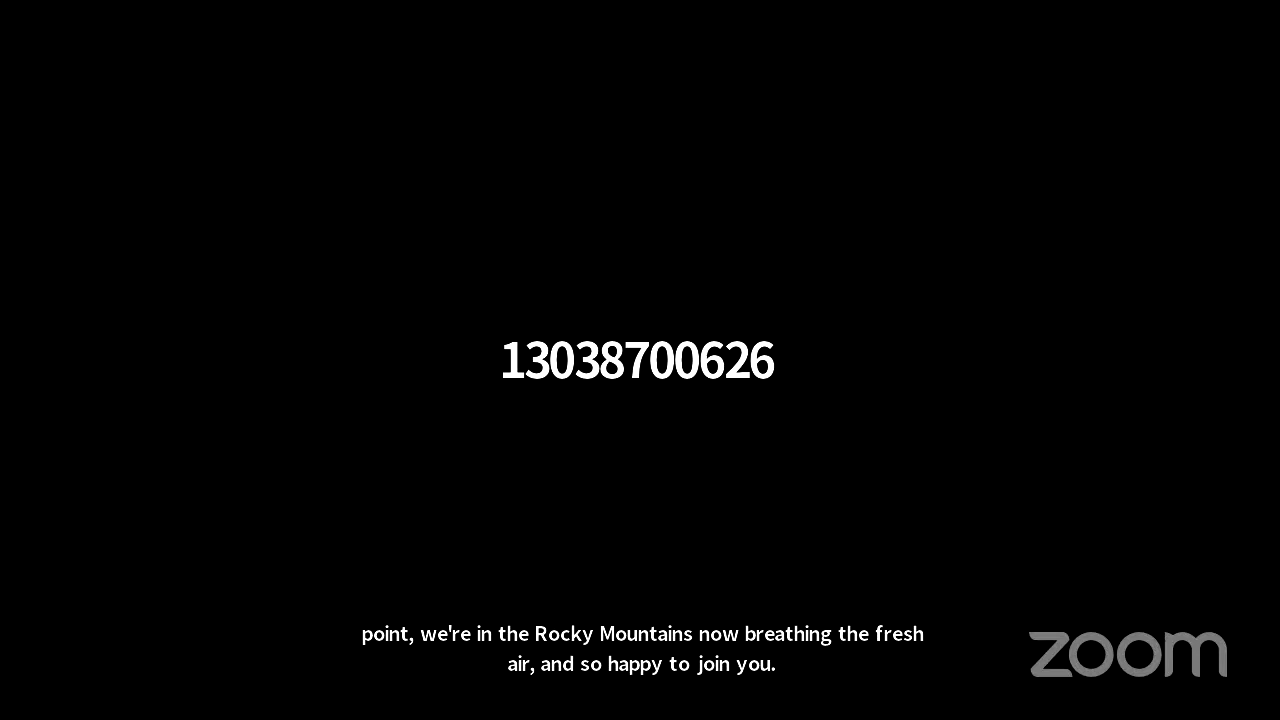 13038700626
point, we're in the Rocky Mountains now breathing the fresh
air, and so happy to join you.
zoom